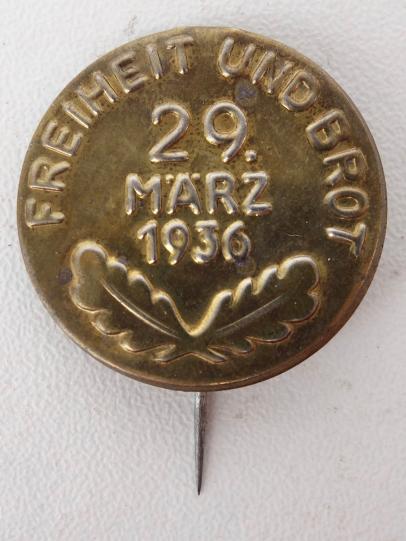 FREIHEIT UND BROT
29.
MÄRZ
1936